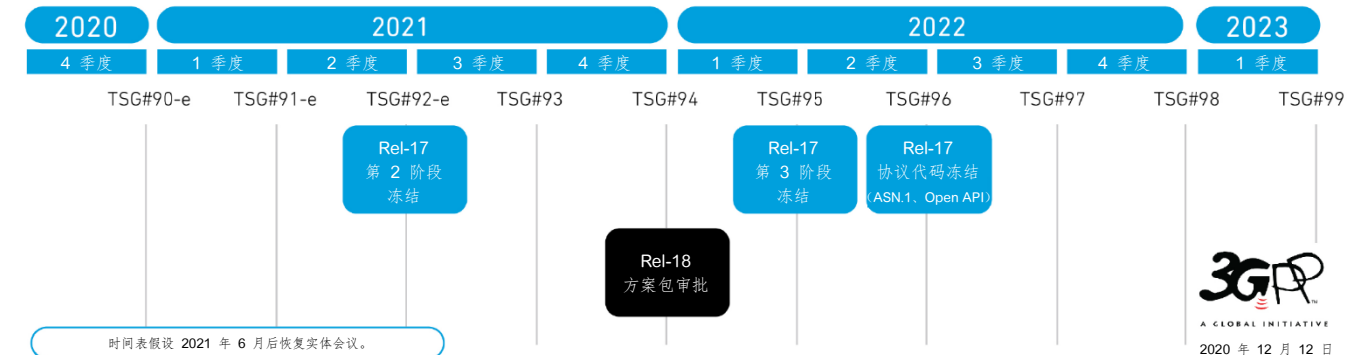 2020 2021 2022 2023
4 季度 1 季度 2 季度 3 季度 4 季度 1 季度 2 季度 3 季度 4 季度 1 季度
TSG#90-e TSG#91-e TSG#92-e TSG#93 TSG#94 TSG#95 TSG#96 TSG#97 TSG#98 TSG#99
Rel-17
第 2 阶段
冻结
Rel-17
第 3 阶段
冻结
Rel-17
协议代码冻结
(ASN.1、Open API)
Rel-18
方案包审批
3GPP
TM
A GLOBAL INITIATIVE
时间表假设 2021 年 6 月后恢复实体会议。
2020 年 12 月 12 日